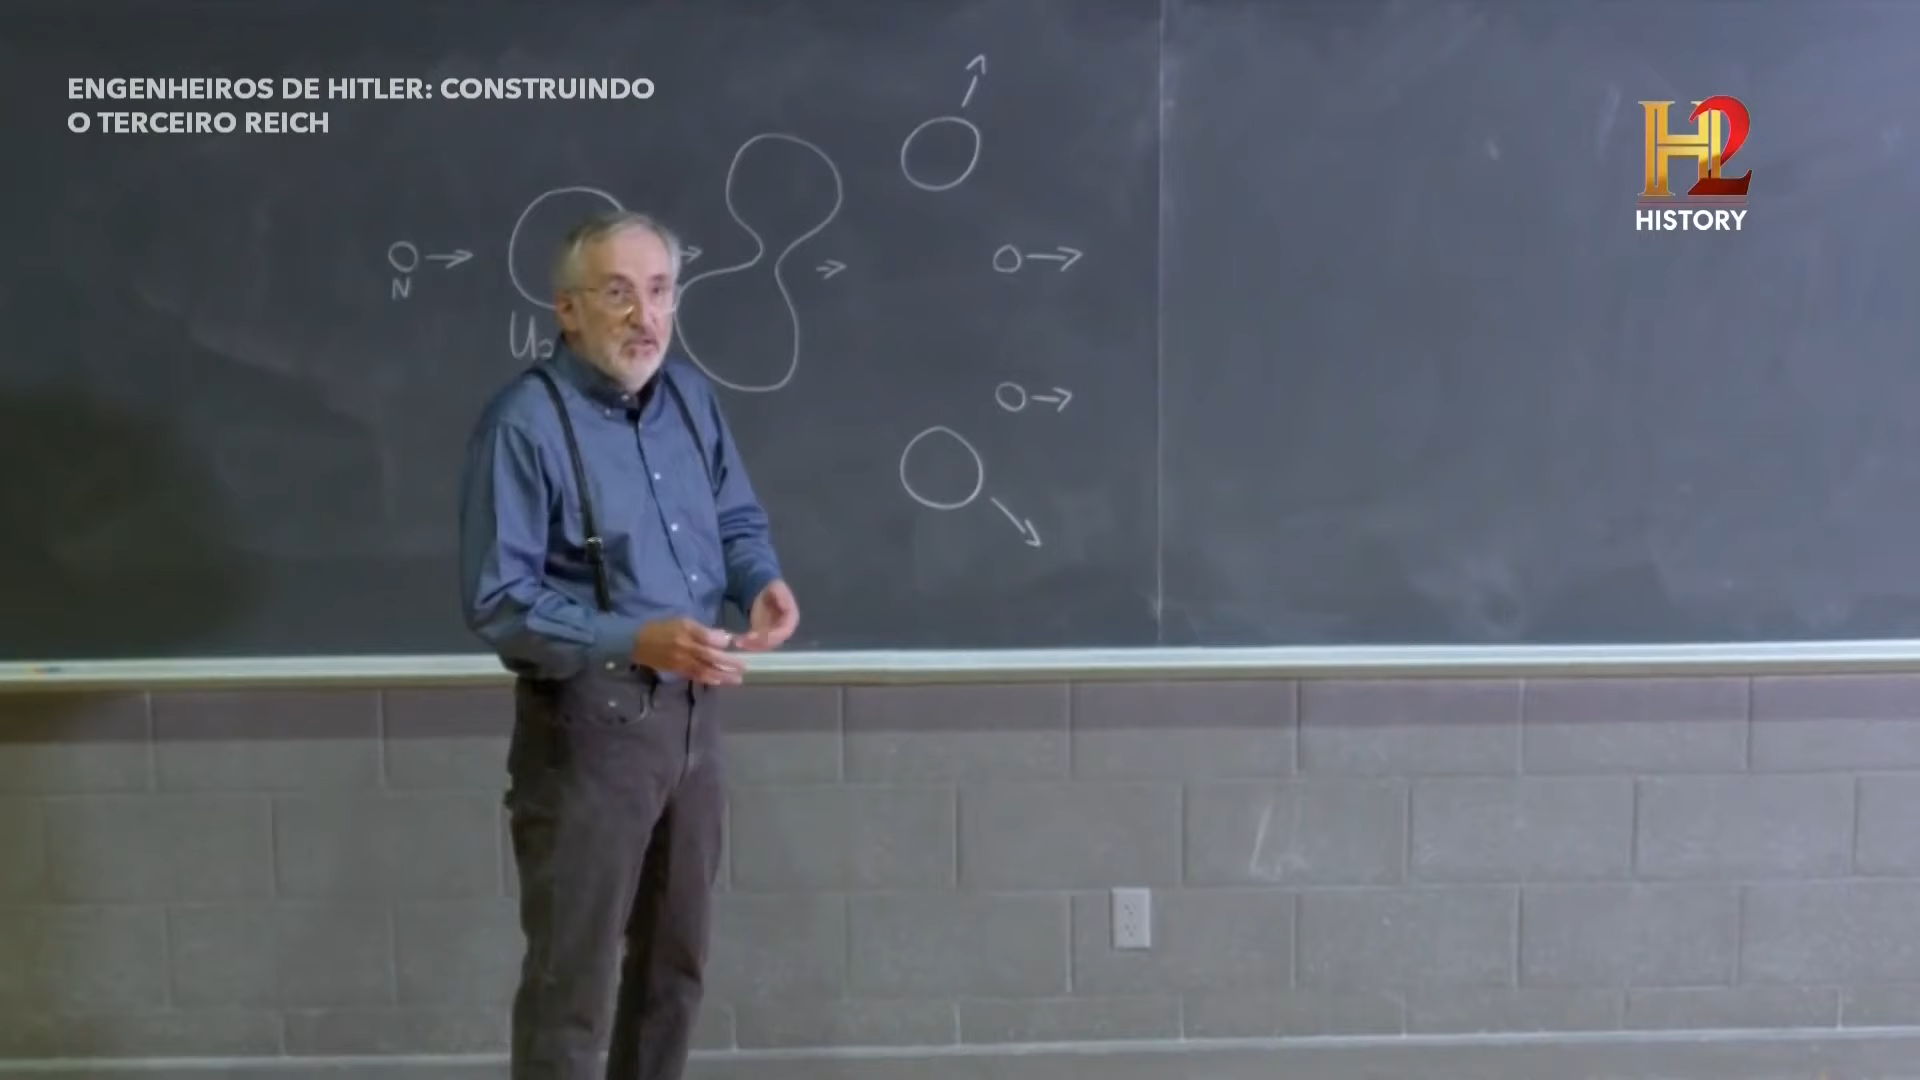 ENGENHEIROS DE HITLER: CONSTRUINDO
O TERCEIRO REICH
H2
HISTORY
N